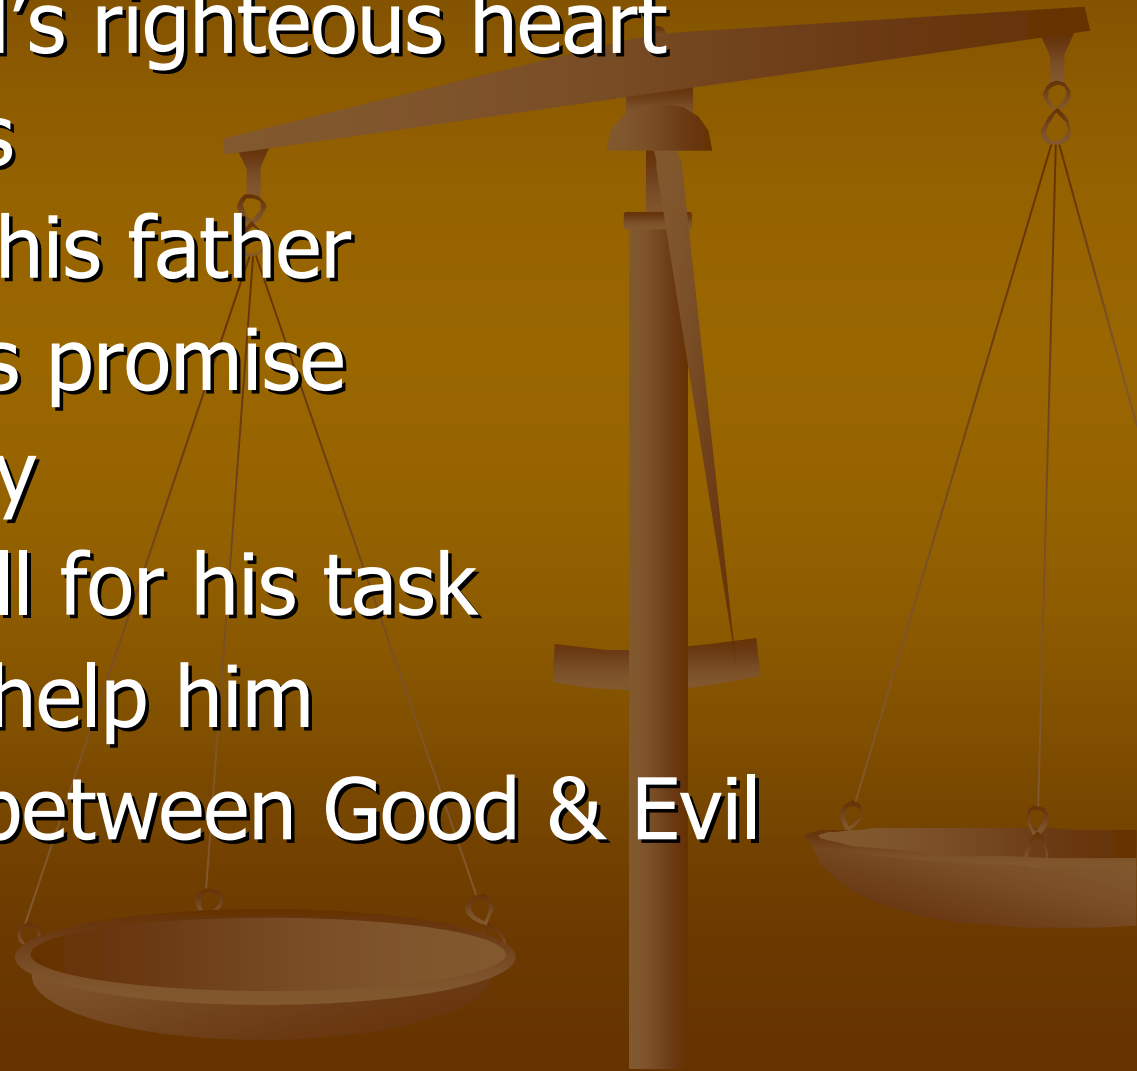 ’s righteous heart
s
his father
s promise
y
ll for his task
help him
between Good & Evil